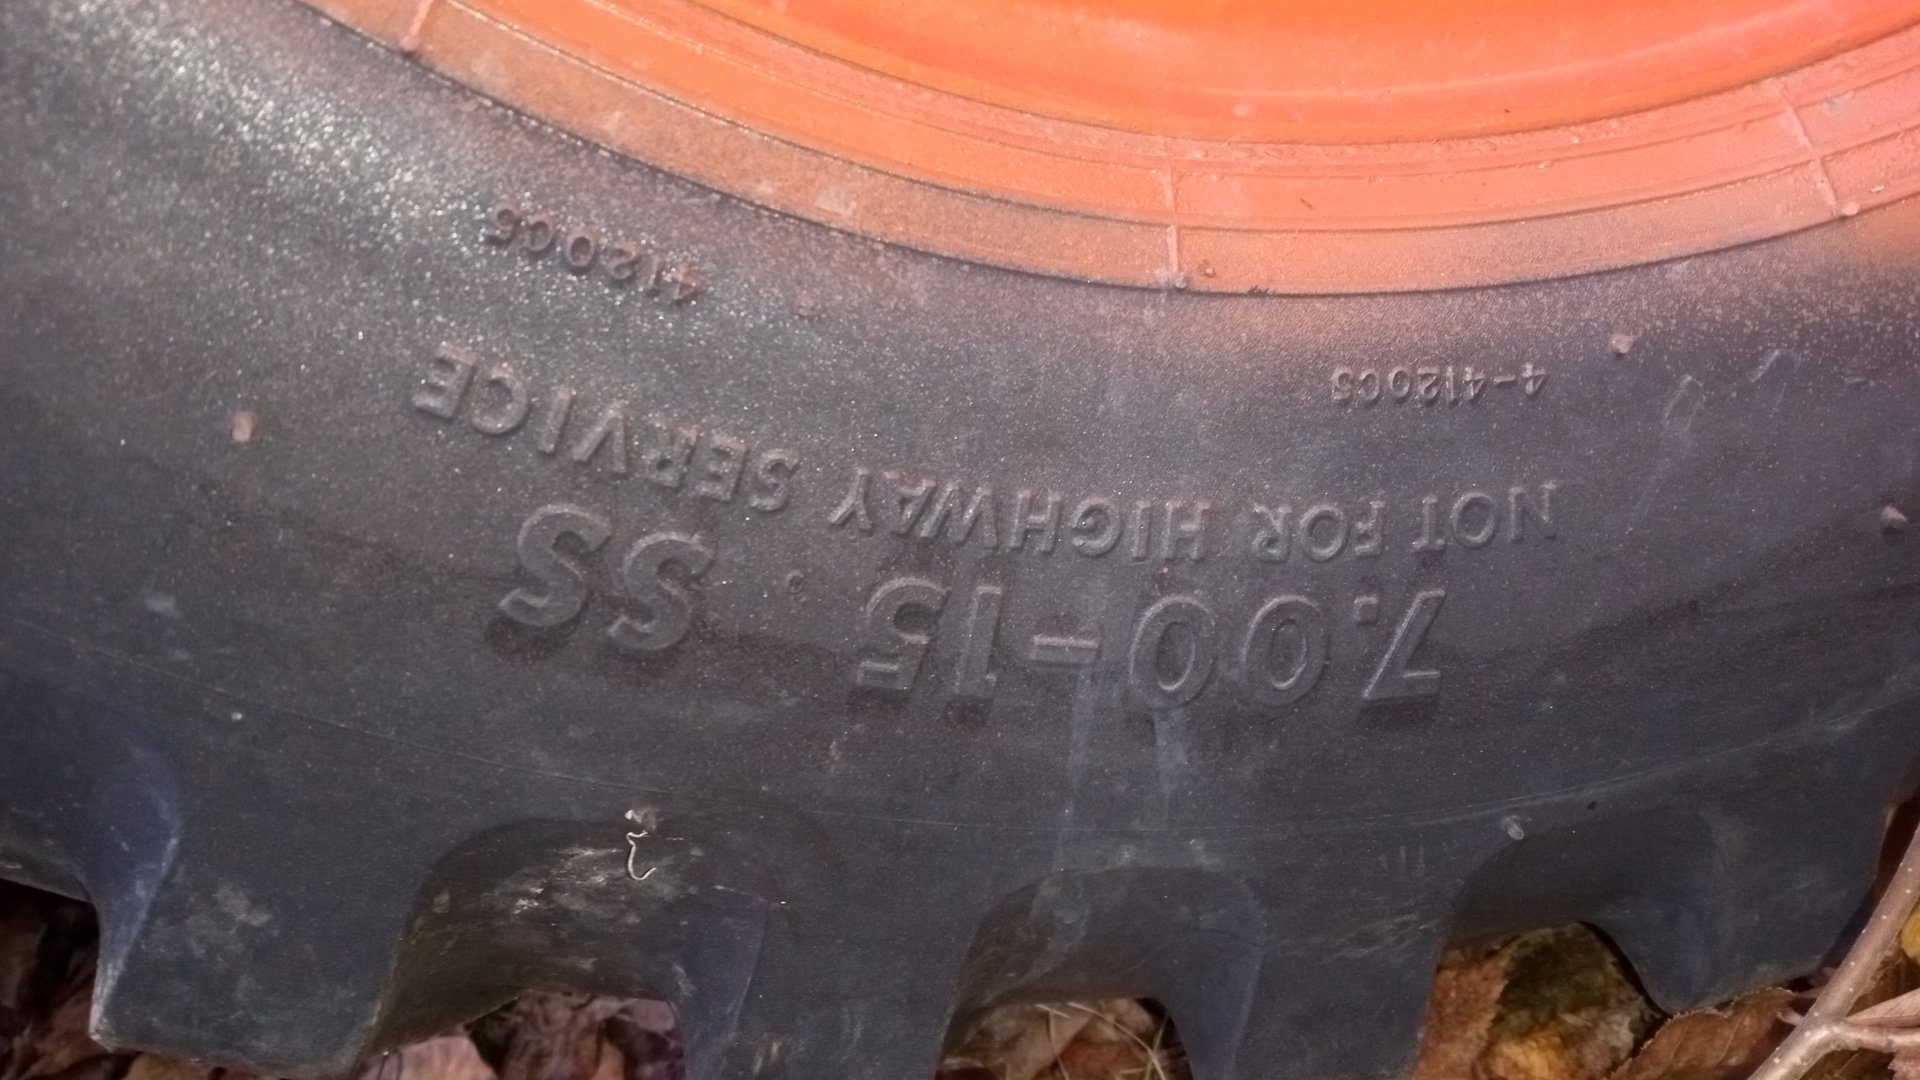 7.00-15 SS
NOT FOR HIGHWAY SERVICE
4-412005
412005